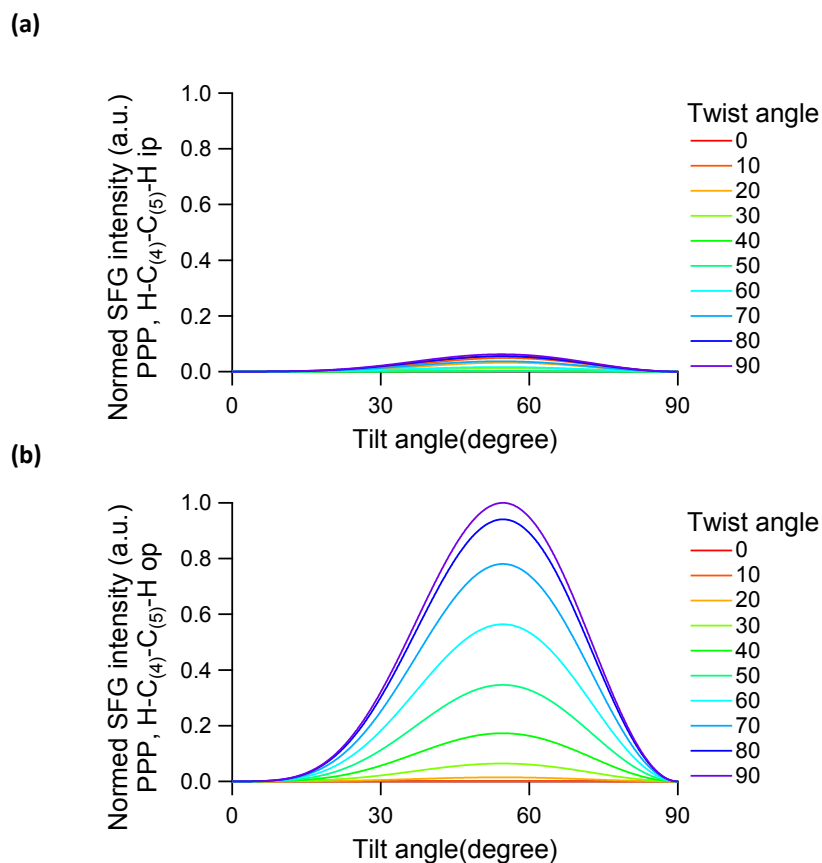 (a)
Normed SFG intensity (a.u.)
PPP, H-C(4)-C(5)-H ip
1.0
0.8
0.6
0.4
0.2
0.0
0 30 60 90
Tilt angle(degree)
Twist angle
0
10
20
30
40
50
60
70
80
90
(b)
Normed SFG intensity (a.u.)
PPP, H-C(4)-C(5)-H op
1.0
0.8
0.6
0.4
0.2
0.0
0 30 60 90
Tilt angle(degree)
Twist angle
0
10
20
30
40
50
60
70
80
90